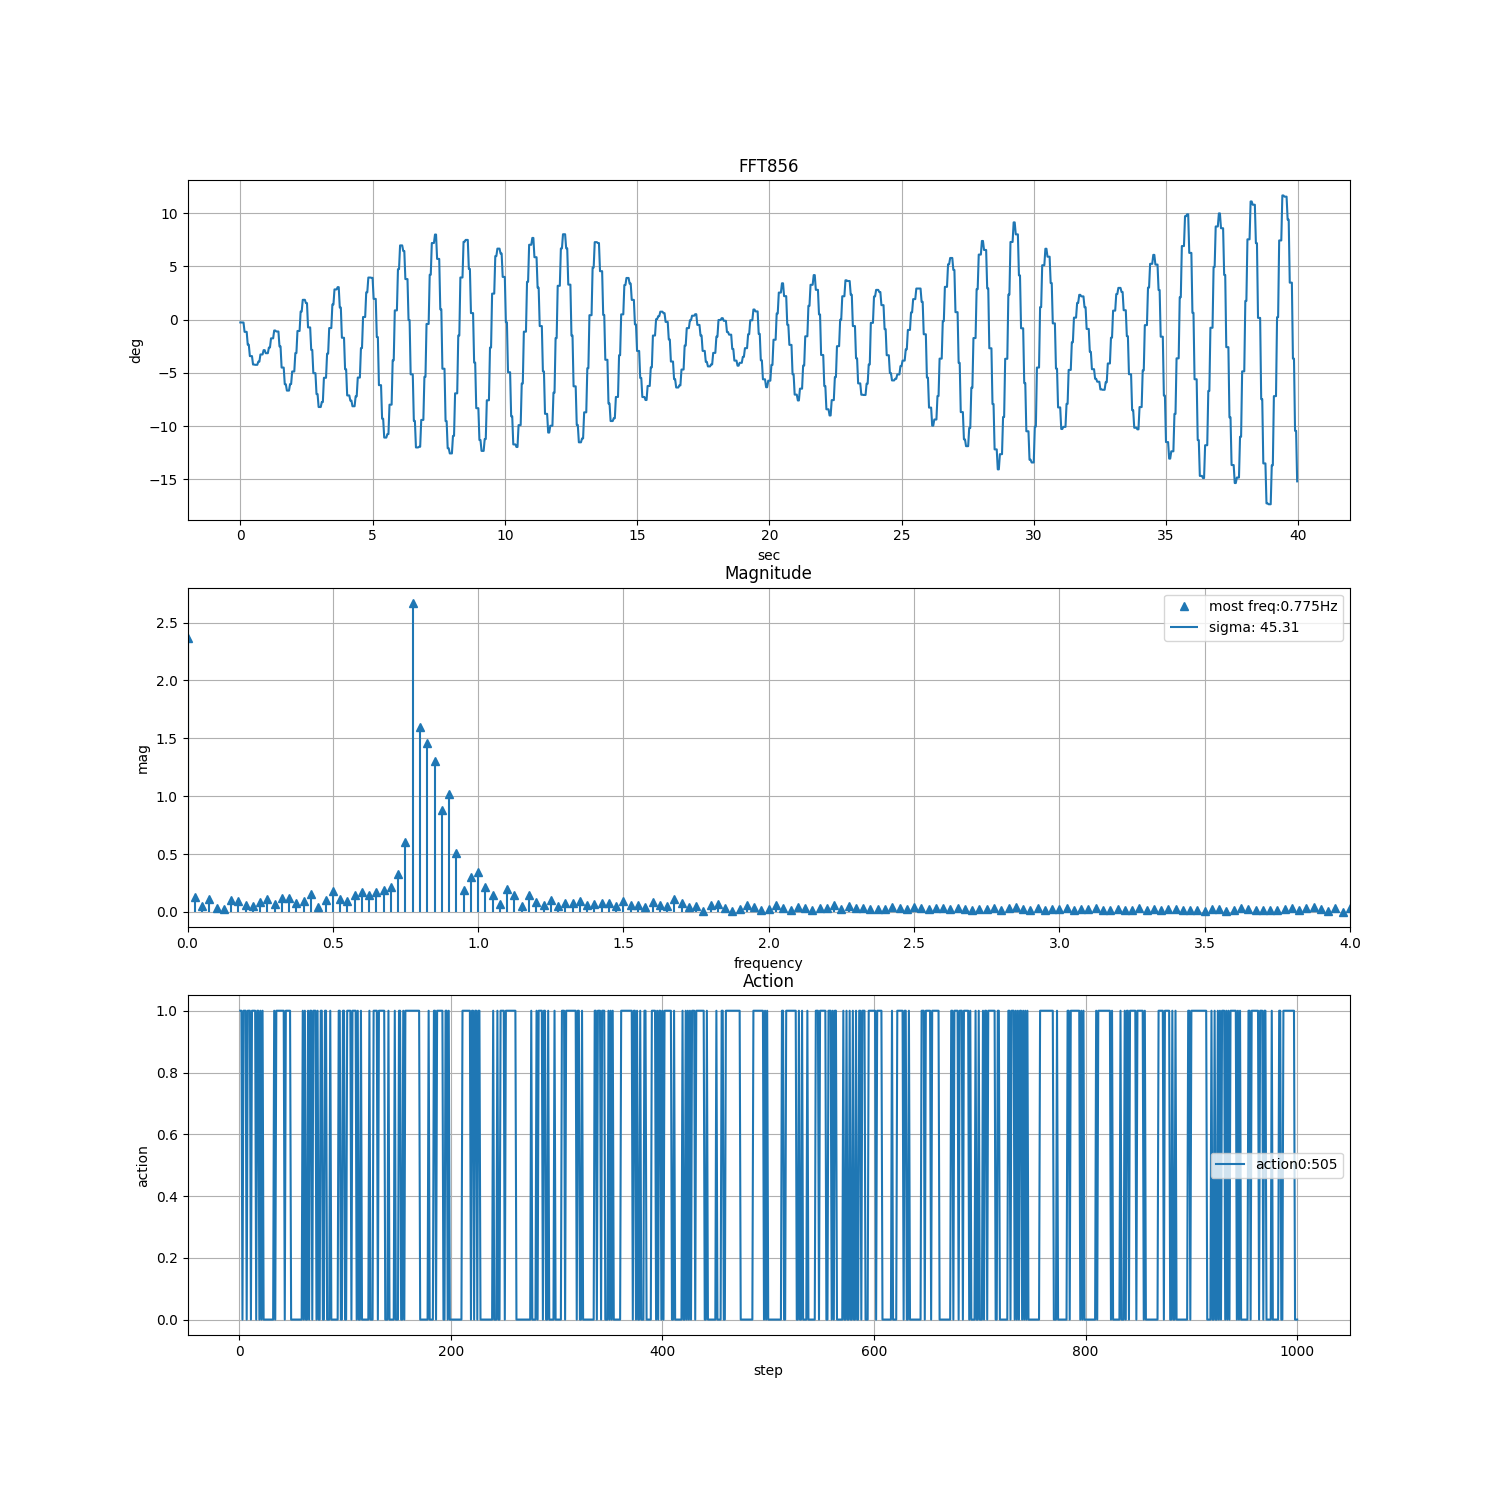 FFT856
10
5
0
−5
−10
−15
deg
0 5 10 15 20 25 30 35 40
sec
Magnitude
most freq:0.775Hz
sigma: 45.31
2.5
2.0
1.5
1.0
0.5
0.0
mag
0.0 0.5 1.0 1.5 2.0 2.5 3.0 3.5 4.0
frequency
Action
1.0
0.8
0.6
0.4
0.2
0.0
action
action0:505
0 200 400 600 800 1000
step